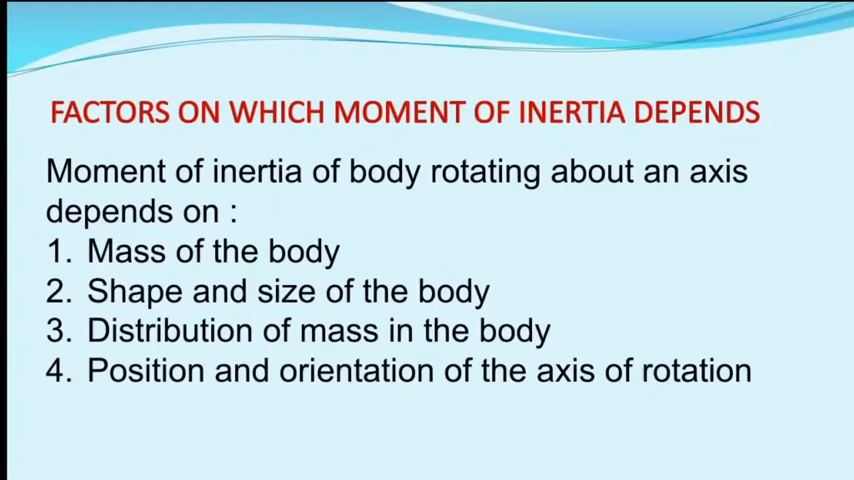 FACTORS ON WHICH MOMENT OF INERTIA DEPENDS
Moment of inertia of body rotating about an axis
depends on :
1. Mass of the body
2. Shape and size of the body
3. Distribution of mass in the body
4. Position and orientation of the axis of rotation